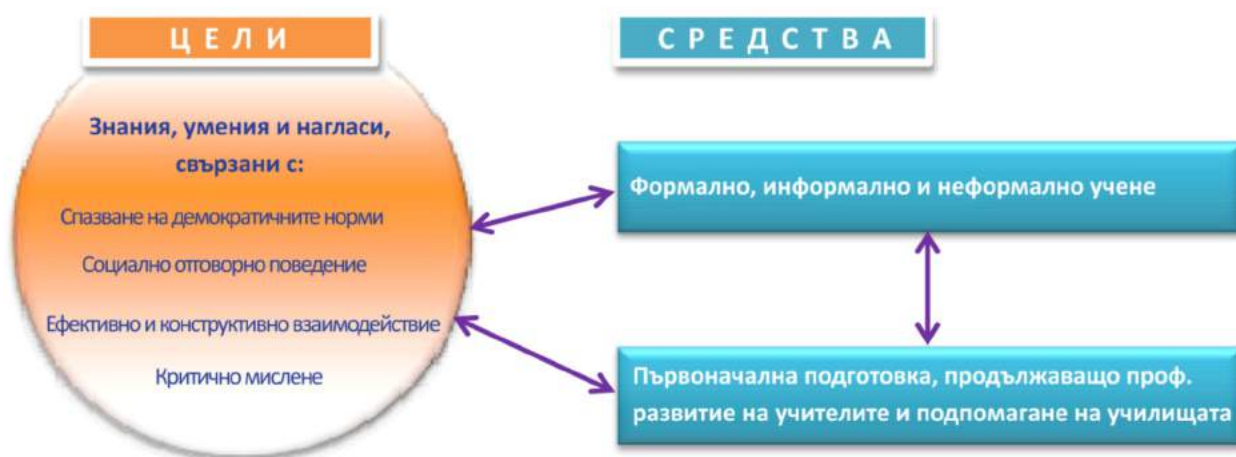 ЦЕЛИ
Знания, умения и нагласи,
свързани с:
Спазване на демократичните норми
Социално отговорно поведение
Ефективно и конструктивно взаимодействие
Критично мислене
СРЕДСТВА
Формално, информално и неформално учене
Първоначална подготовка, продължаващо проф.
развитие на учителите и подпомагане на училищата